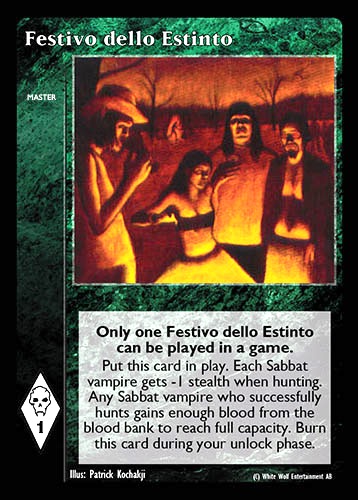 Festivo dello Estinto
MASTER
Only one Festivo dello Estinto
can be played in a game.
Put this card in play. Each Sabbat
vampire gets -1 stealth when hunting.
Any Sabbat vampire who successfully
hunts gains enough blood from the
blood bank to reach full capacity. Burn
this card during your unlock phase.
1
Illus: Patrick Kochakji
(C) White Wolf Entertainment AB